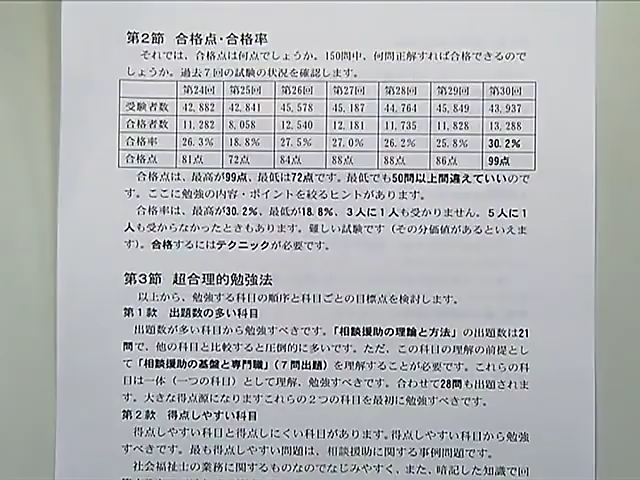 第2節 合格点・合格率
それでは、合格点は何点でしょうか。150問中、何問正解すれば合格できるので
しょうか。過去7回の試験の状況を確認します。
第24回 第25回 第26回 第27回 第28回 第29回 第30回
受験者数 42,882 42,841 45,578 45,187 44,764 45,849 43,937
合格者数 11,282 8,058 12,540 12,181 11,735 11,828 13,288
合格率 26.3% 18.8% 27.5% 27.0% 26.2% 25.8% 30.2%
合格点 81点 72点 84点 88点 88点 86点 99点
合格点は、最高が99点、最低は72点です。最低でも50問以上間違えていいので
す。ここに勉強の内容・ポイントを絞るヒントがあります。
合格率は、最高が30.2%、最低が18.8%、3人に1人も受かりません。5人に1
人も受からなかったときもあります。難しい試験です（その分価値があるといえま
す）。合格するにはテクニックが必要です。
第3節 超合理的勉強法
以上から、勉強する科目の順序と科目ごとの目標点を検討します。
第1款 出題数の多い科目
出題数が多い科目から勉強すべきです。「相談援助の理論と方法」の出題数は21
問で、他の科目と比較すると圧倒的に多いです。ただ、この科目の理解の前提とし
て「相談援助の基盤と専門職」（7問出題）を理解することが必要です。これらの科
目は一体（一つの科目）として理解、勉強すべきです。合わせて28問も出題されま
す。大きな得点源になりますこれらの2つの科目を最初に勉強すべきです。
第2款 得点しやすい科目
得点しやすい科目と得点しにくい科目があります。得点しやすい科目から勉強
すべきです。最も得点しやすい問題は、相談援助に関する事例問題です。
社会福祉士の業務に関するものなのでなじみやすく、また、暗記した知識で回